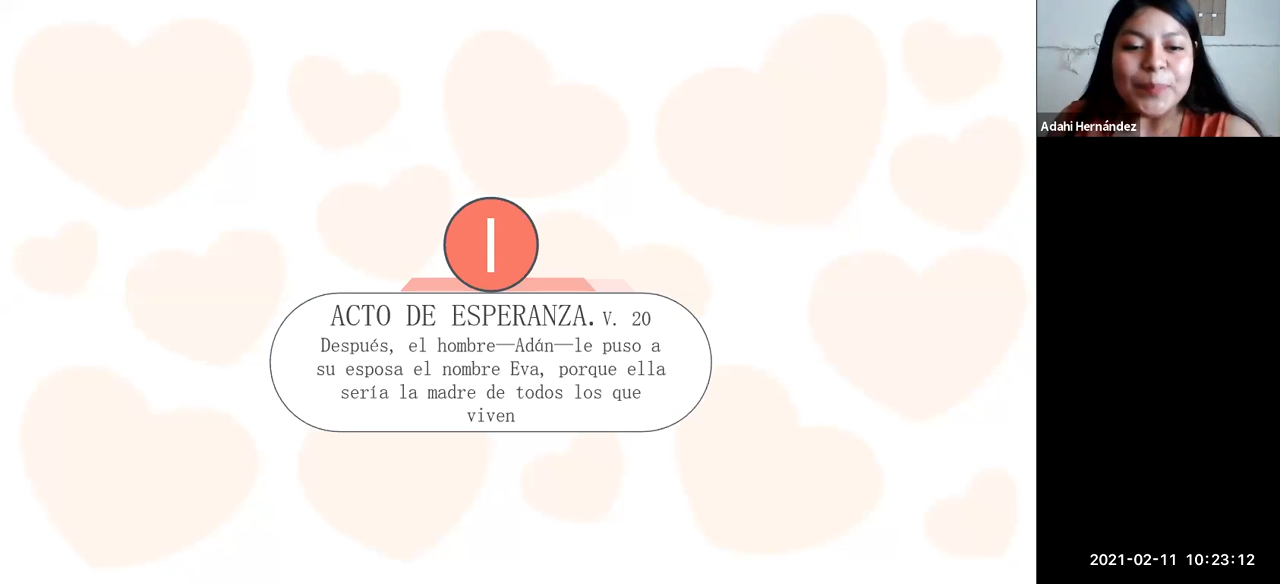 I
ACTO DE ESPERANZA. V. 20
Después, el hombre—Adán—le puso a
su esposa el nombre Eva, porque ella
sería la madre de todos los que
viven
Adahi Hernández
2021-02-11 10:23:12